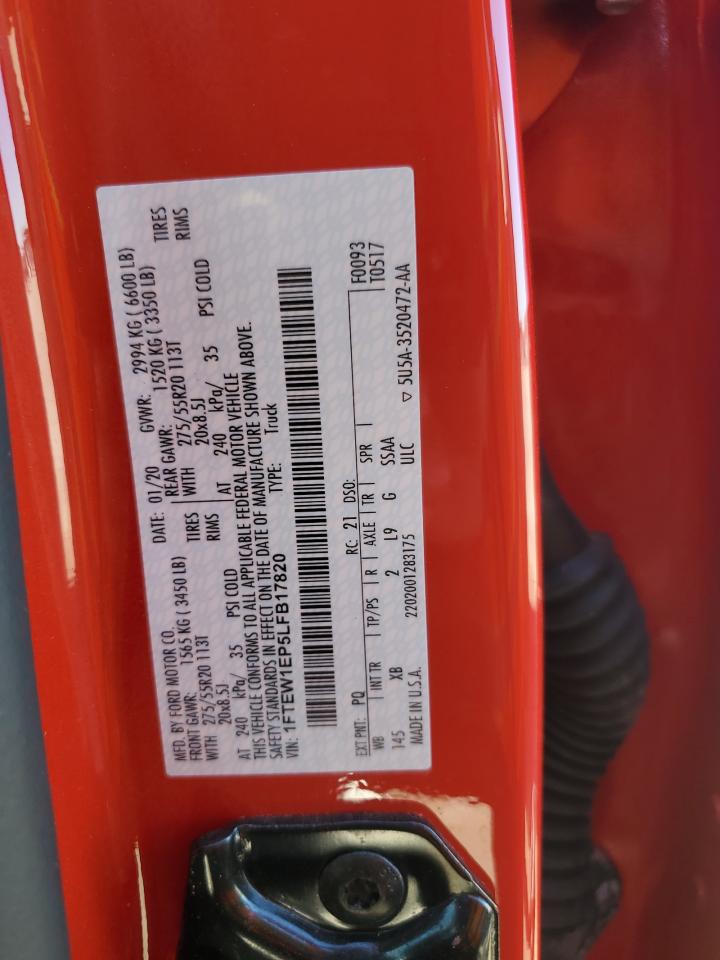 MFD. BY FORD MOTOR CO. DATE: 01/20 GVWR: 2994 KG ( 6600 LB)
FRONT GAWR: 1565 KG ( 3450 LB) REAR GAWR: 1520 KG ( 3350 LB)
WITH 275/55R20 113T TIRES WITH 275/55R20 113T TIRES
20x8.5J RIMS 20x8.5J RIMS
AT 240 kPa/ 35 PSI COLD AT 240 kPa/ 35 PSI COLD
THIS VEHICLE CONFORMS TO ALL APPLICABLE FEDERAL MOTOR VEHICLE
SAFETY STANDARDS IN EFFECT ON THE DATE OF MANUFACTURE SHOWN ABOVE.
VIN: 1FTEW1EP5LFB17820 TYPE: Truck
F0093
EXT PNT: PQ RC: 21 DSO: T0517
WB INT TR TP/PS R AXLE TR SPR
145 XB 2 L9 G SSAA
MADE IN U.S.A. 2202001283175 ULC ▽ 5U5A-3520472-AA